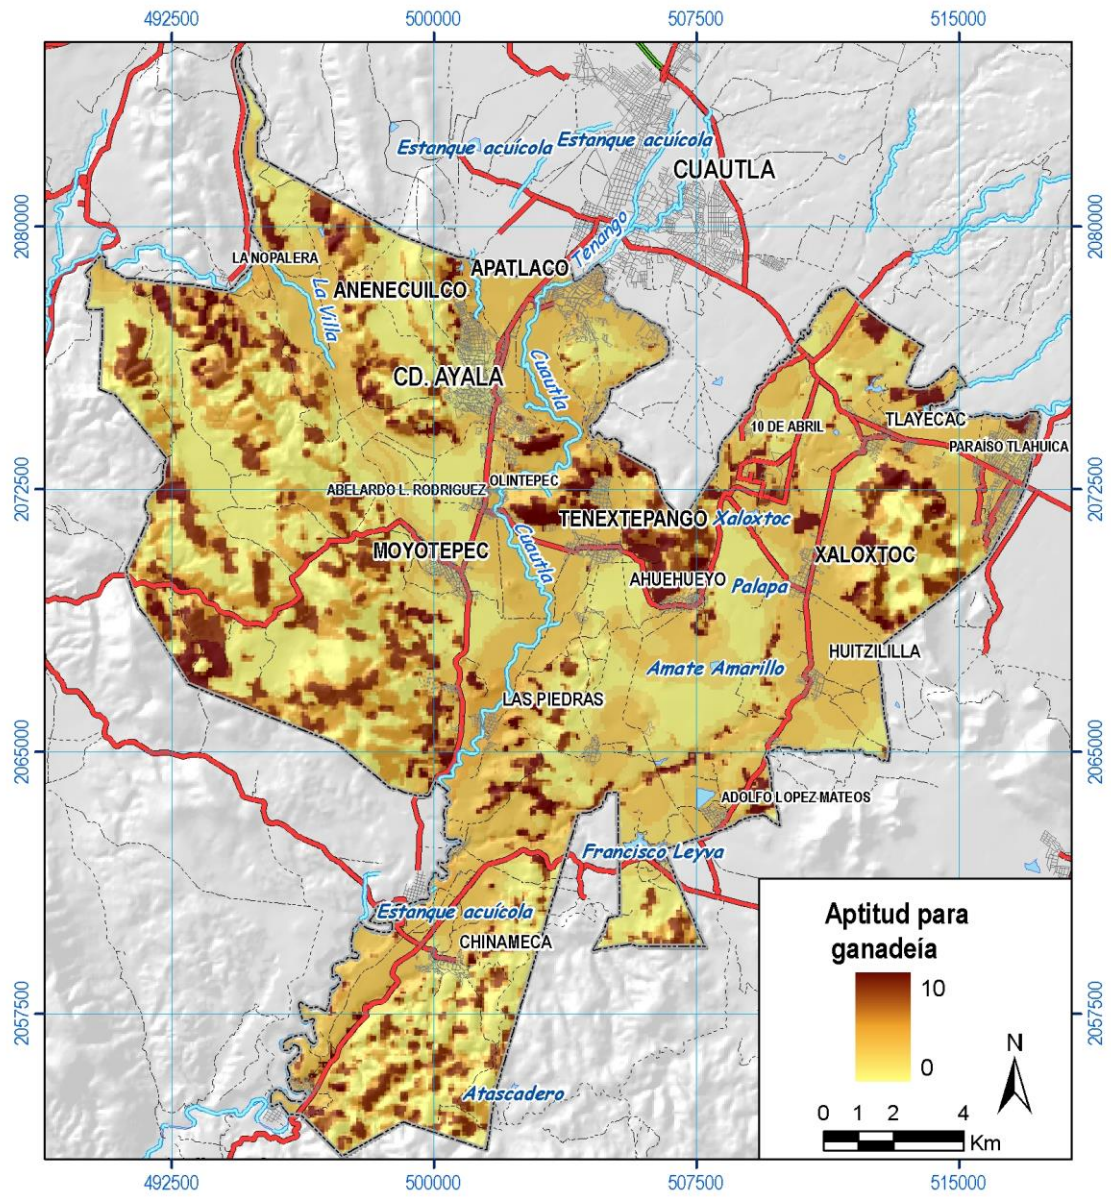 492500 500000 507500 515000
Estanque acuícola Estanque acuícola
CUAUTLA
2080000 2080000
Tenango
LA NOPALERA
APATLACO
La Villa
ANENECUILCO
Cuautla
CD. AYALA
TLAYECAC
10 DE ABRIL
PARAÍSO TLAHUICA
OLINTEPEC
2072500 2072500
ABELARDO L. RODRIGUEZ
TENEXTEPANGO Xaloxtoc
Cuautla
MOYOTEPEC
XALOXTOC
AHUEHUEYO
Palapa
HUITZILILLA
Amate Amarillo
LAS PIEDRAS
2065000 2065000
ADOLFO LOPEZ MATEOS
Francisco Leyva
Estanque acuícola
CHINAMECA
Aptitud para
ganadeía
10
0
2057500 2057500
N
Atascadero
0 1 2 4
Km
492500 500000 507500 515000